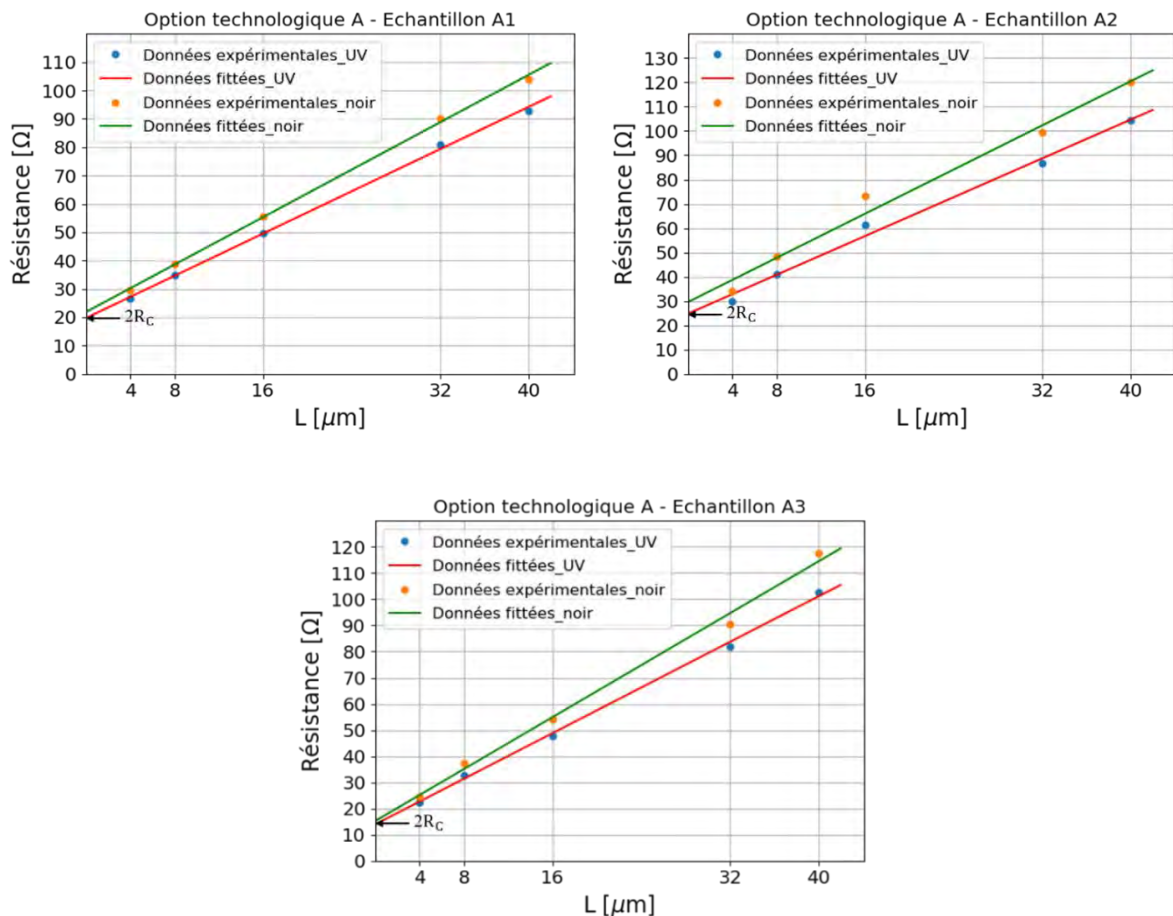 Option technologique A - Echantillon A1
Données expérimentales_UV
Données fittées_UV
Données expérimentales_noir
Données fittées_noir
Résistance [Ω]
110
100
90
80
70
60
50
40
30
20
10
0
2R_C
4 8 16 32 40
L [μm]
Option technologique A - Echantillon A2
Données expérimentales_UV
Données fittées_UV
Données expérimentales_noir
Données fittées_noir
Résistance [Ω]
130
120
110
100
90
80
70
60
50
40
30
20
10
0
2R_C
4 8 16 32 40
L [μm]
Option technologique A - Echantillon A3
Données expérimentales_UV
Données fittées_UV
Données expérimentales_noir
Données fittées_noir
Résistance [Ω]
120
110
100
90
80
70
60
50
40
30
20
10
0
2R_C
4 8 16 32 40
L [μm]